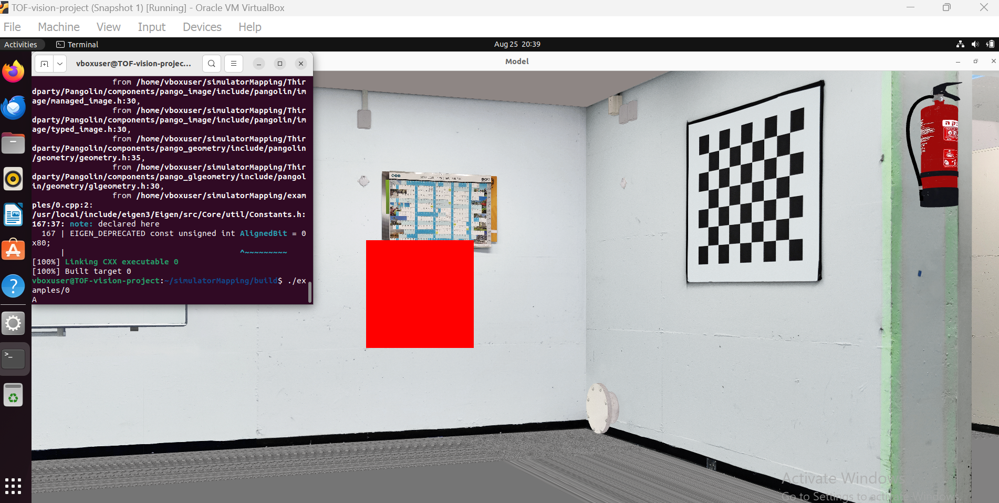 TOF-vision-project (Snapshot 1) [Running] - Oracle VM VirtualBox
File Machine View Input Devices Help
Activities Terminal Aug 25 20:39
vboxuser@TOF-vision-projec...
Model
from /home/vboxuser/simulatorMapping/Thir
dparty/Pangolin/components/pango_image/include/pangolin/im
age/managed_image.h:30,
from /home/vboxuser/simulatorMapping/Thir
dparty/Pangolin/components/pango_image/include/pangolin/im
age/typed_image.h:30,
from /home/vboxuser/simulatorMapping/Thir
dparty/Pangolin/components/pango_geometry/include/pangolin
/geometry/geometry.h:35,
from /home/vboxuser/simulatorMapping/Thir
dparty/Pangolin/components/pango_glgeometry/include/pangol
in/geometry/glgeometry.h:30,
from /home/vboxuser/simulatorMapping/exam
ples/0.cpp:2:
/usr/local/include/eigen3/Eigen/src/Core/util/Constants.h:
167:37: note: declared here
167 | EIGEN_DEPRECATED const unsigned int AlignedBit = 0
x80;
| ^~~~~~~~~~
[100%] Linking CXX executable 0
[100%] Built target 0
vboxuser@TOF-vision-project:~/simulatorMapping/build$ ./ex
amples/0
A
Activate Windows
Go to Settings to activate Windows.